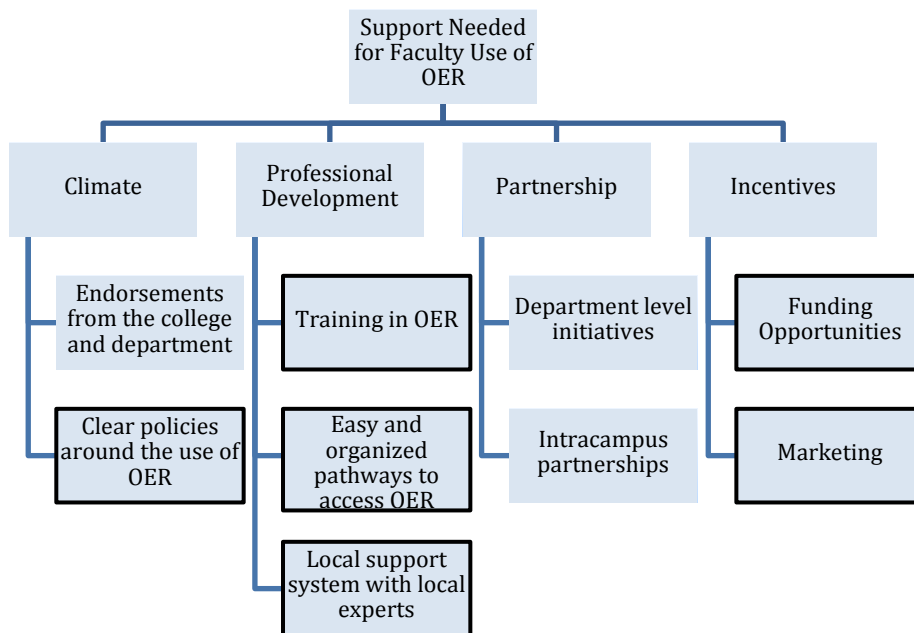 Support Needed
for Faculty Use of
OER
Climate
Professional
Development
Partnership
Incentives
Endorsements
from the college
and department
Training in OER
Department level
initiatives
Funding
Opportunities
Clear policies
around the use of
OER
Easy and
organized
pathways to
access OER
Intracampus
partnerships
Marketing
Local support
system with local
experts